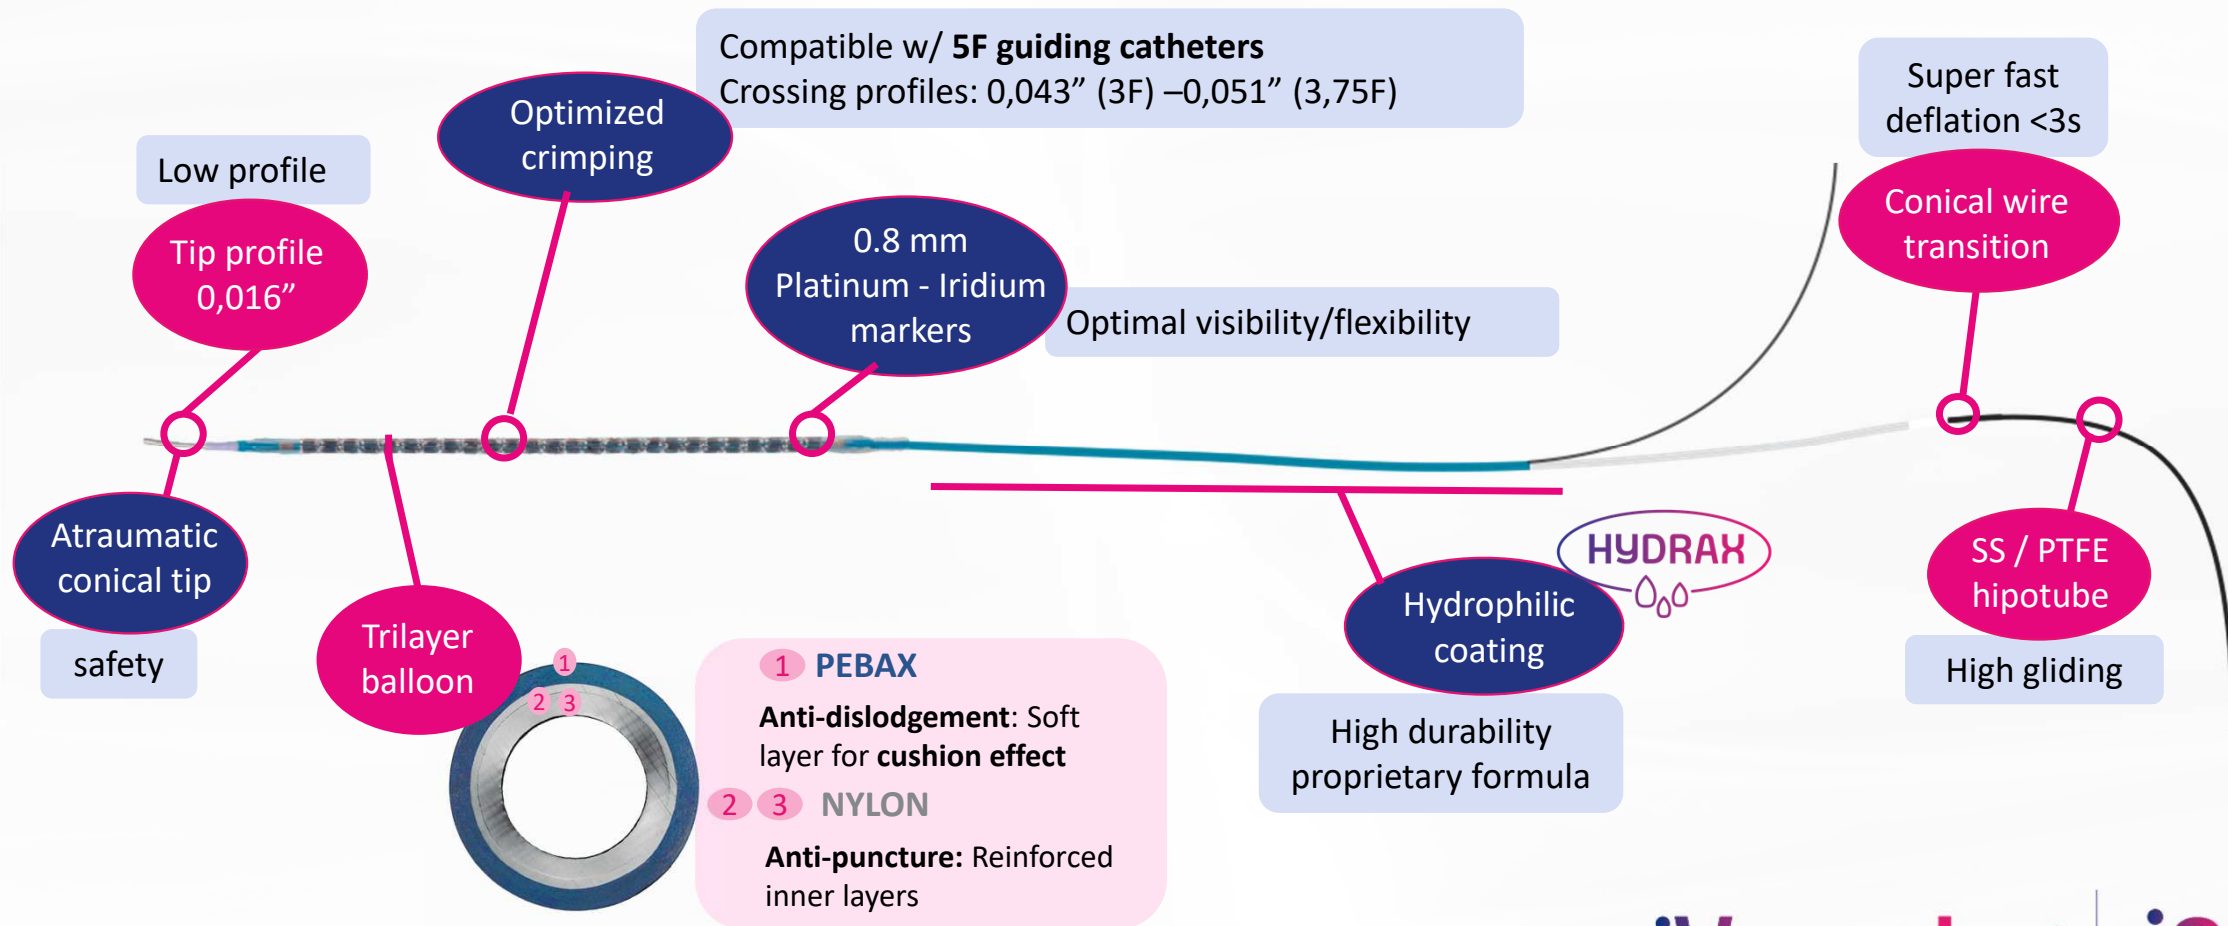 Compatible w/ 5F guiding catheters
Crossing profiles: 0,043” (3F) –0,051” (3,75F)
Optimized
crimping
Super fast
deflation <3s
Conical wire
transition
Low profile
Tip profile
0,016”
0.8 mm
Platinum - Iridium
markers
Optimal visibility/flexibility
Atraumatic
conical tip
safety
Trilayer
balloon
1
2 3
1 PEBAX
Anti-dislodgement: Soft
layer for cushion effect
2 3 NYLON
Anti-puncture: Reinforced
inner layers
HYDRAX
Hydrophilic
coating
High durability
proprietary formula
SS / PTFE
hipotube
High gliding